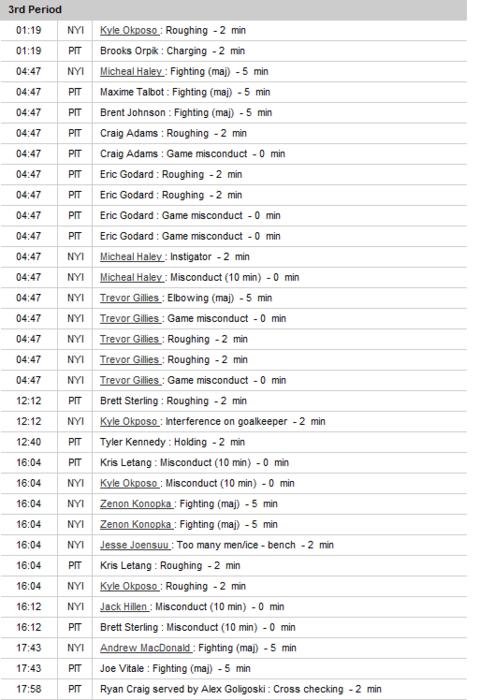 3rd Period
01:19 NYI Kyle Okposo : Roughing - 2 min
01:19 PIT Brooks Orpik : Charging - 2 min
04:47 NYI Micheal Haley : Fighting (maj) - 5 min
04:47 PIT Maxime Talbot : Fighting (maj) - 5 min
04:47 PIT Brent Johnson : Fighting (maj) - 5 min
04:47 PIT Craig Adams : Roughing - 2 min
04:47 PIT Craig Adams : Game misconduct - 0 min
04:47 PIT Eric Godard : Roughing - 2 min
04:47 PIT Eric Godard : Roughing - 2 min
04:47 PIT Eric Godard : Game misconduct - 0 min
04:47 PIT Eric Godard : Game misconduct - 0 min
04:47 NYI Micheal Haley : Instigator - 2 min
04:47 NYI Micheal Haley : Misconduct (10 min) - 0 min
04:47 NYI Trevor Gillies : Elbowing (maj) - 5 min
04:47 NYI Trevor Gillies : Game misconduct - 0 min
04:47 NYI Trevor Gillies : Roughing - 2 min
04:47 NYI Trevor Gillies : Roughing - 2 min
04:47 NYI Trevor Gillies : Game misconduct - 0 min
12:12 PIT Brett Sterling : Roughing - 2 min
12:12 NYI Kyle Okposo : Interference on goalkeeper - 2 min
12:40 PIT Tyler Kennedy : Holding - 2 min
16:04 PIT Kris Letang : Misconduct (10 min) - 0 min
16:04 NYI Kyle Okposo : Misconduct (10 min) - 0 min
16:04 NYI Zenon Konopka : Fighting (maj) - 5 min
16:04 NYI Zenon Konopka : Fighting (maj) - 5 min
16:04 NYI Jesse Joensuu : Too many men/ice - bench - 2 min
16:04 PIT Kris Letang : Roughing - 2 min
16:04 NYI Kyle Okposo : Roughing - 2 min
16:12 NYI Jack Hillen : Misconduct (10 min) - 0 min
16:12 PIT Brett Sterling : Misconduct (10 min) - 0 min
17:43 NYI Andrew MacDonald : Fighting (maj) - 5 min
17:43 PIT Joe Vitale : Fighting (maj) - 5 min
17:58 PIT Ryan Craig served by Alex Goligoski : Cross checking - 2 min